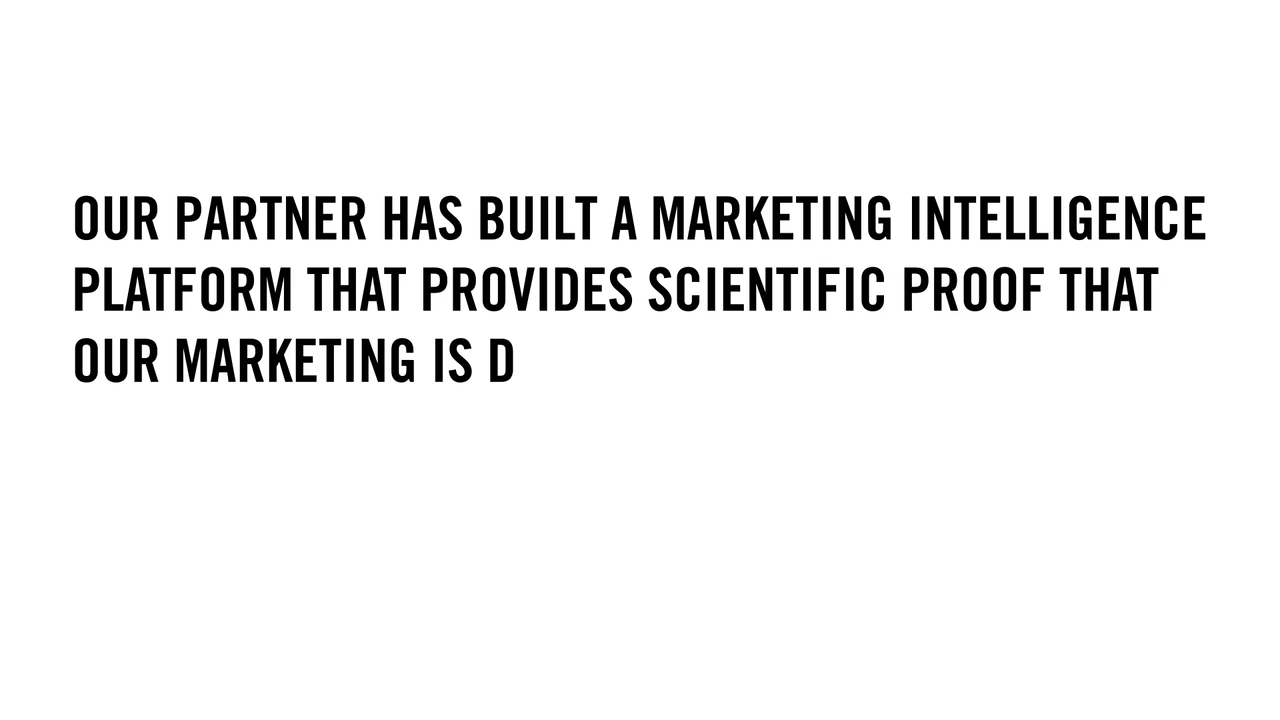 OUR PARTNER HAS BUILT A MARKETING INTELLIGENCE
PLATFORM THAT PROVIDES SCIENTIFIC PROOF THAT
OUR MARKETING IS D